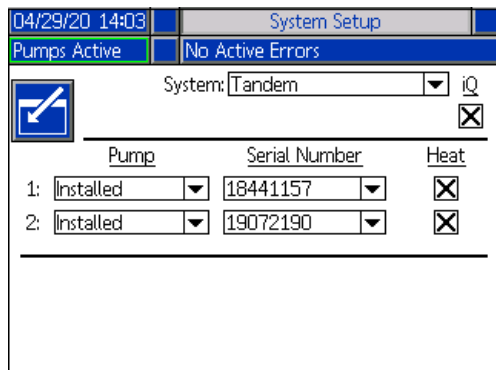 04/29/20 14:03 System Setup
Pumps Active No Active Errors
System: Tandem iQ
Pump Serial Number Heat
1: Installed 18441157
2: Installed 19072190